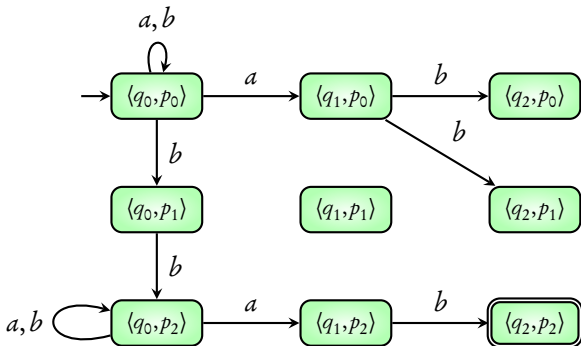 a, b
⟨q₀,p₀⟩ a ⟨q₁,p₀⟩ b ⟨q₂,p₀⟩
b b
⟨q₀,p₁⟩ ⟨q₁,p₁⟩ ⟨q₂,p₁⟩
b
a, b ⟨q₀,p₂⟩ a ⟨q₁,p₂⟩ b ⟨q₂,p₂⟩